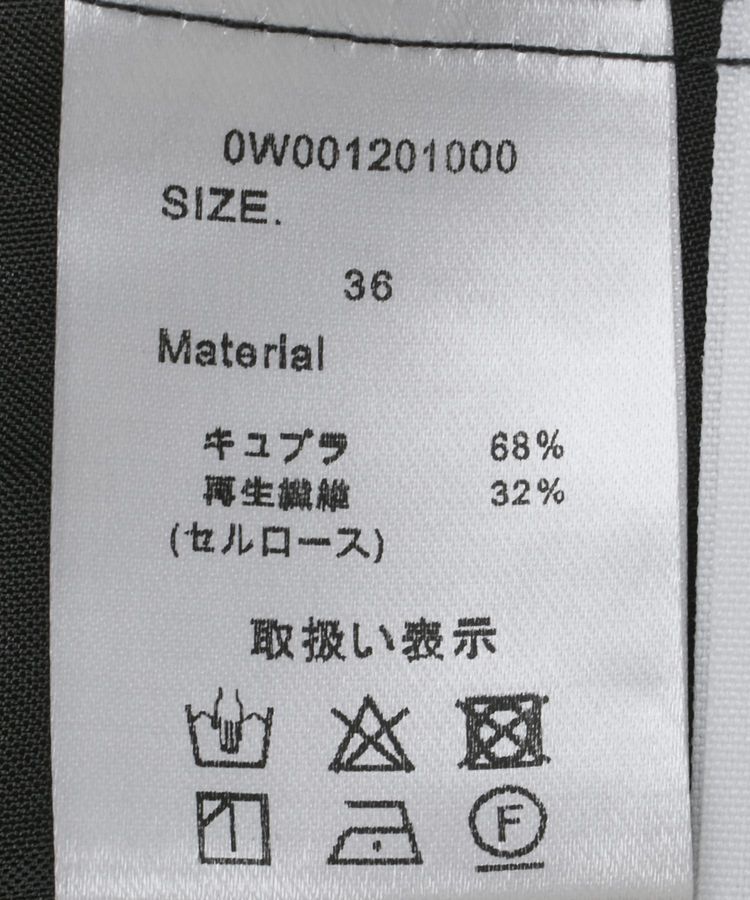 0W001201000
SIZE.
36
Material
キュプラ 68%
再生繊維 32%
(セルロース)
取扱い表示
F